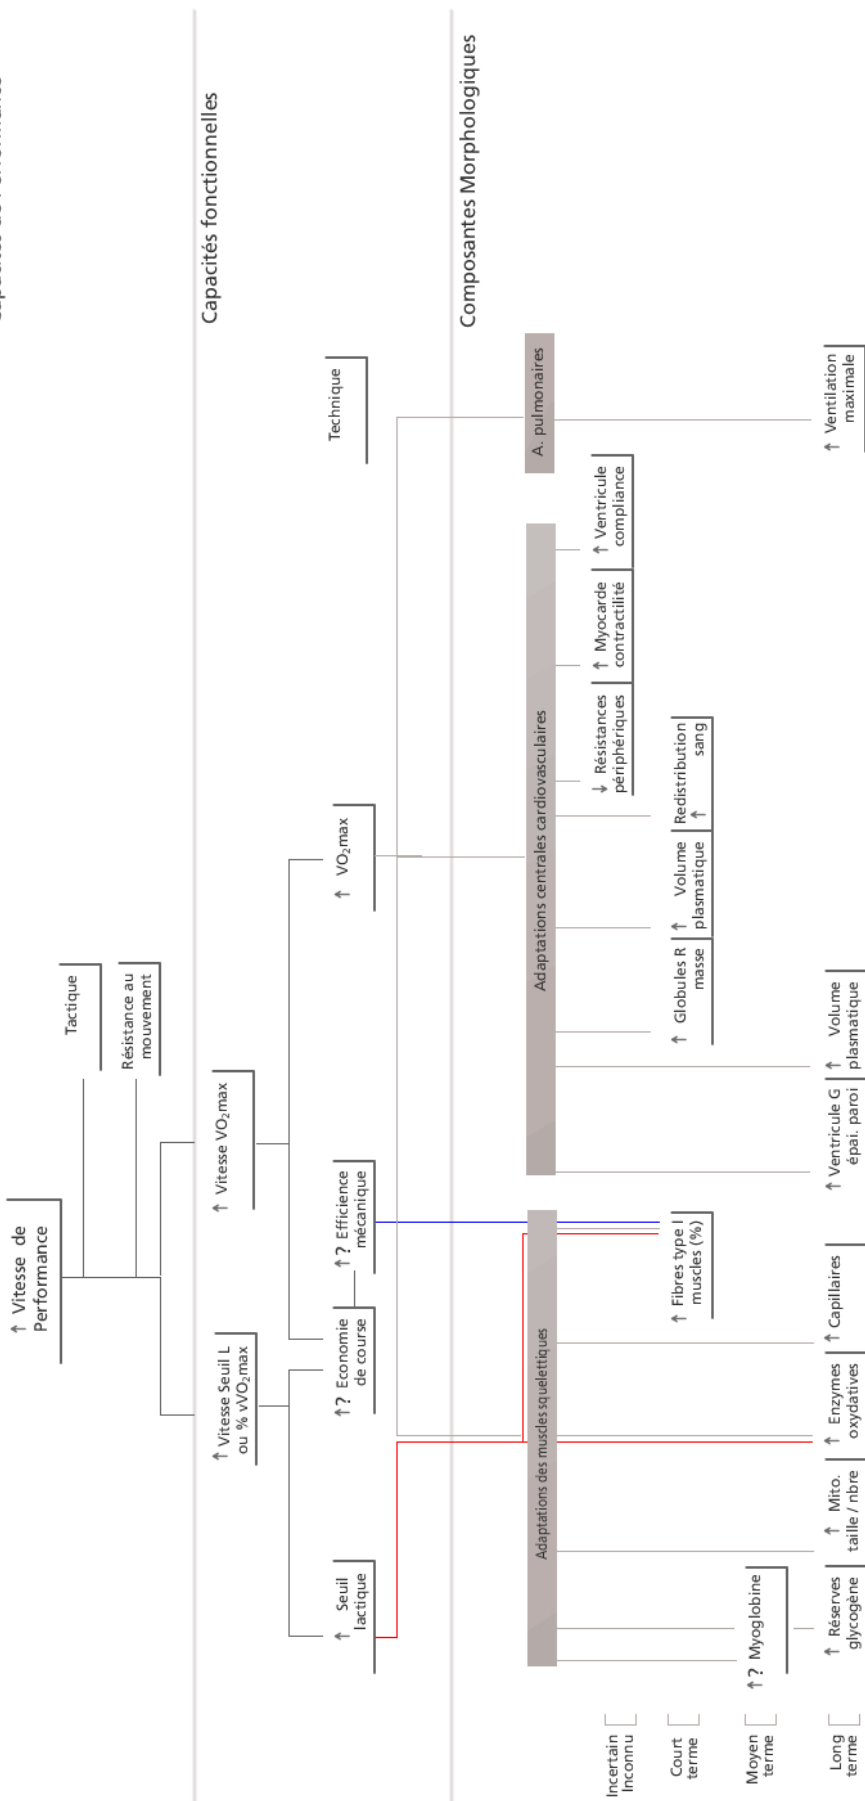 ↑ Vitesse de
Performance
Tactique
Résistance au
mouvement
Capacités fonctionnelles
↑ Vitesse Seuil L
ou % vVO₂max
↑ Vitesse VO₂max
↑ Seuil
lactique
↑? Economie
de course
↑? Efficience
mécanique
↑ VO₂max
Technique
Composantes Morphologiques
Adaptations des muscles squelettiques
Adaptations centrales cardiovasculaires
A. pulmonaires
Incertain
Inconnu
↓ Résistances
périphériques
↑ Myocarde
contractilité
↑ Ventricule
compliance
Court
terme
↑ Fibres type I
muscles (%)
↑ Globules R
masse
↑ Volume
plasmatique
Redistribution
↑ sang
Moyen
terme
↑? Myoglobine
Long
terme
↑ Réserves
glycogène
↑ Mito.
taille / nbre
↑ Enzymes
oxydatives
↑ Capillaires
↑ Ventricule G
épai. paroi
↑ Volume
plasmatique
↑ Ventilation
maximale